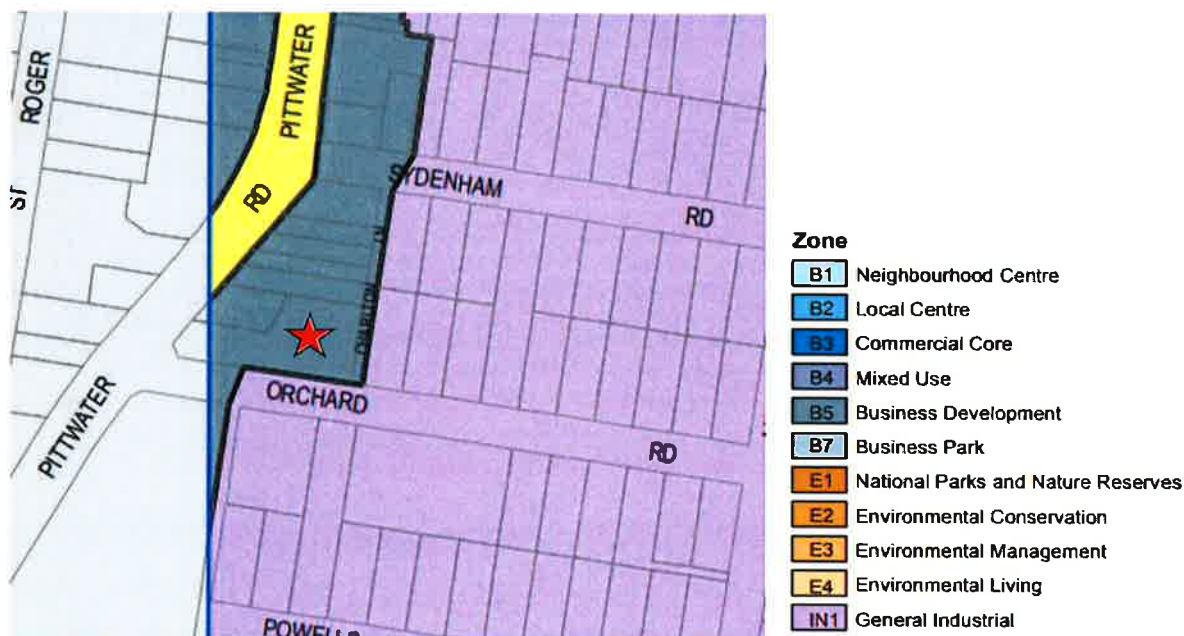 ROGER
ST
PITTWATER
RD
SYDENHAM
RD
LN
CHARLTON
ORCHARD
RD
PITTWATER
Zone
B1 Neighbourhood Centre
B2 Local Centre
B3 Commercial Core
B4 Mixed Use
B5 Business Development
B7 Business Park
E1 National Parks and Nature Reserves
E2 Environmental Conservation
E3 Environmental Management
E4 Environmental Living
IN1 General Industrial